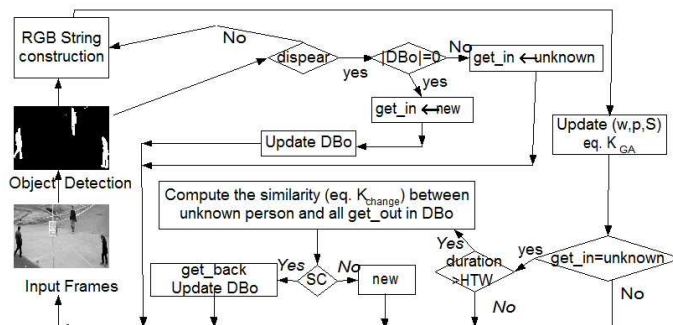 RGB String
construction
No
dispear
yes
|DBo|=0
No
get_in ←unknown
yes
get_in ←new
Update DBo
Update (w,p,S)
eq. K GA
Object Detection
Compute the similarity (eq. Kchange) between
unknown person and all get_out in DBo
Yes
duration
>HTW
yes
get_in=unknown
get_back
Update DBo
Yes
SC
No
new
No
No
Input Frames